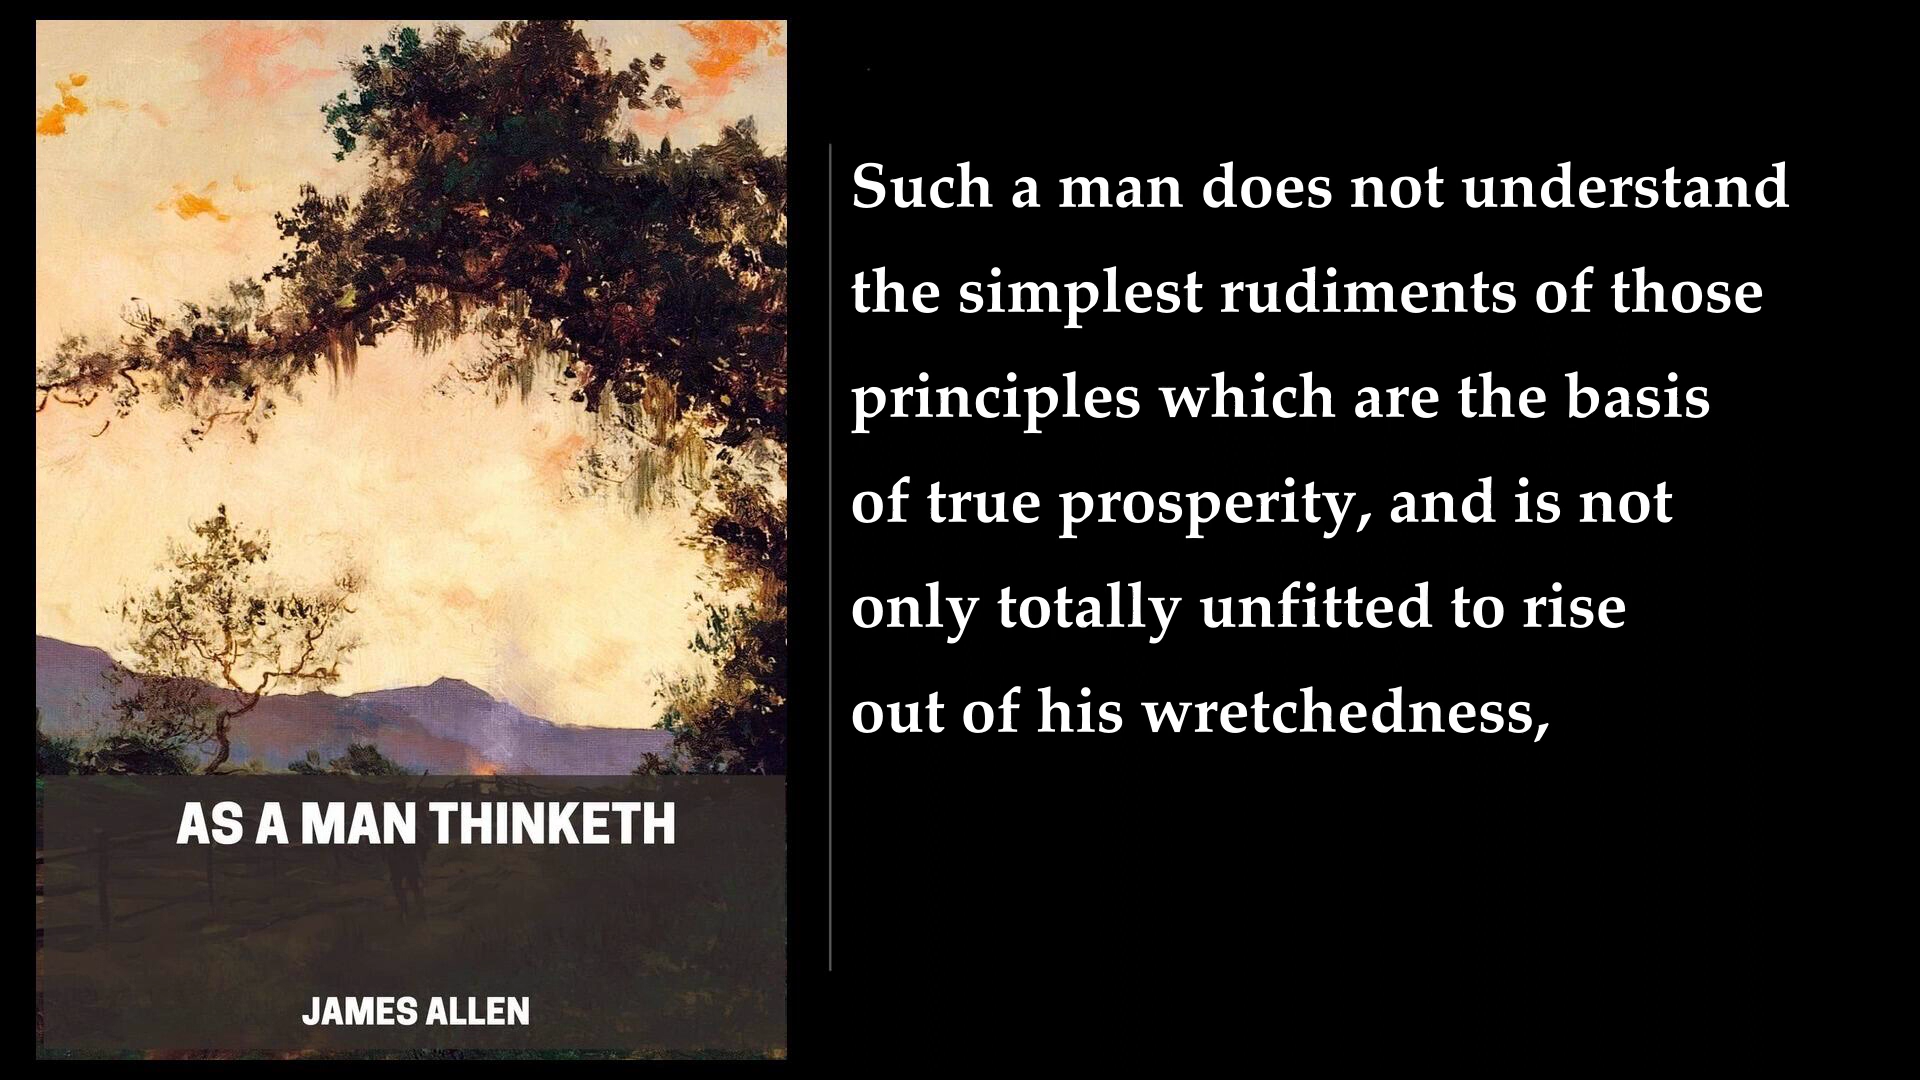 AS A MAN THINKETH
JAMES ALLEN
Such a man does not understand
the simplest rudiments of those
principles which are the basis
of true prosperity, and is not
only totally unfitted to rise
out of his wretchedness,